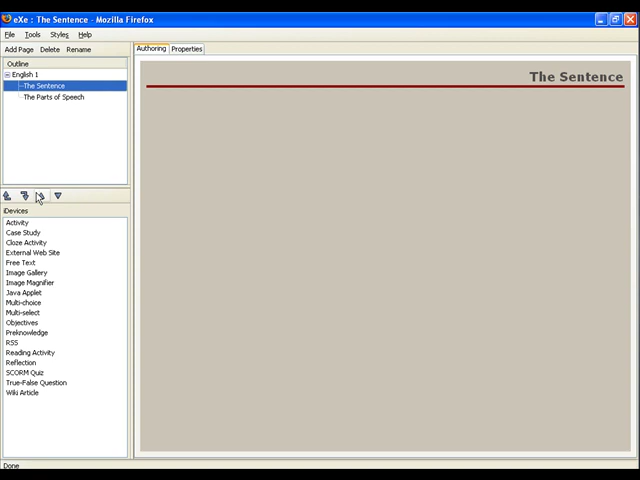 eXe : The Sentence - Mozilla Firefox
File Tools Styles Help
Add Page Delete Rename
Authoring Properties
Outline
English 1
The Sentence
The Parts of Speech
The Sentence
iDevices
Activity
Case Study
Cloze Activity
External Web Site
Free Text
Image Gallery
Image Magnifier
Java Applet
Multi-choice
Multi-select
Objectives
Preknowledge
RSS
Reading Activity
Reflection
SCORM Quiz
True-False Question
Wiki Article
Done